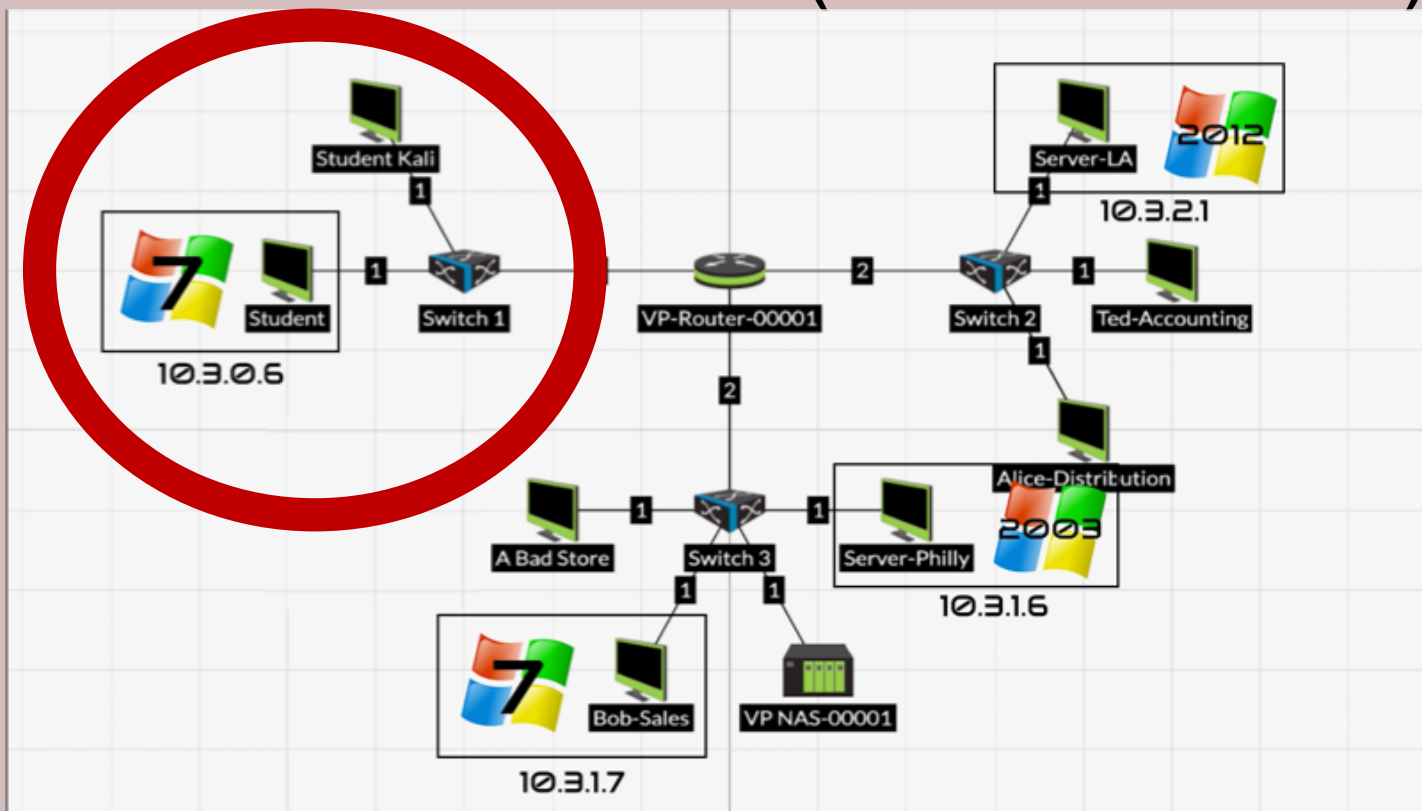 Student Kali
1
7
Student
1
Switch 1
10.3.0.6
VP-Router-00001
2
2
Server-LA
2012
1
10.3.2.1
Switch 2
1
Ted-Accounting
1
Alice-Distribution
A Bad Store
1
Switch 3
1
Server-Philly
2003
10.3.1.6
1
1
7
Bob-Sales
VP NAS-00001
10.3.1.7